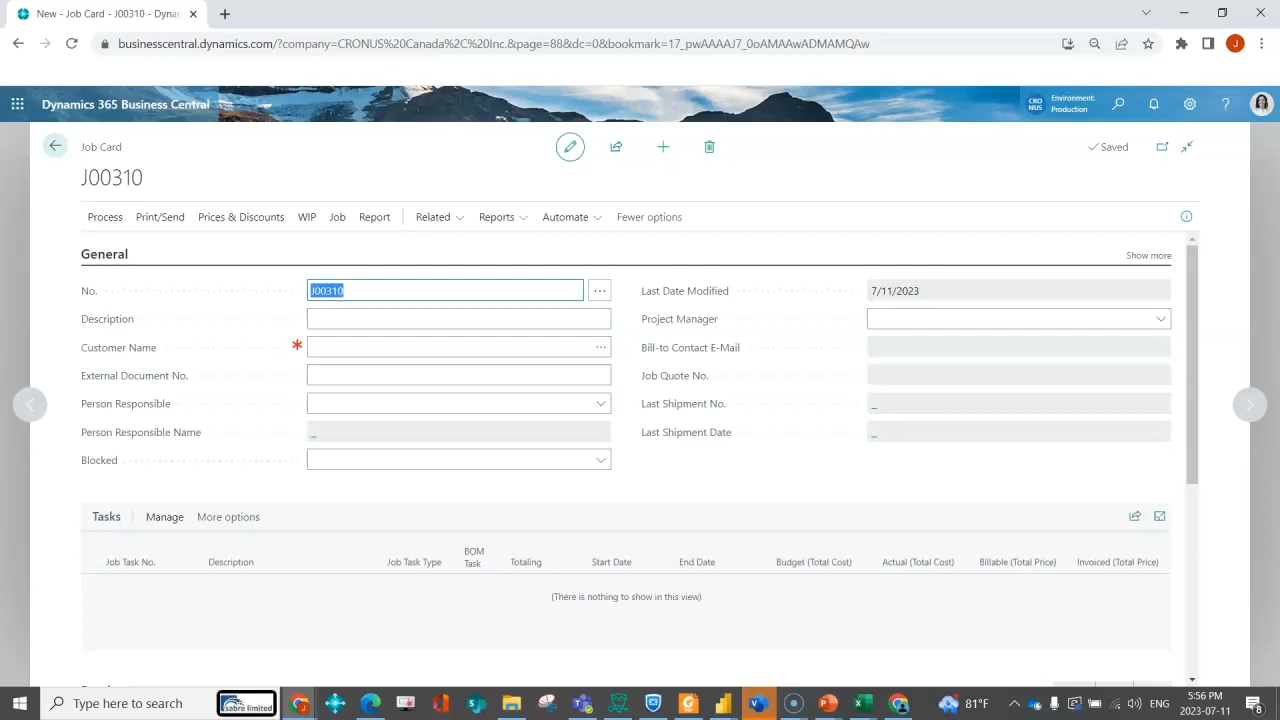 New - Job Card - J00310 - Dynam
businesscentral.dynamics.com/?company=CRONUS%20Canada%2C%20Inc.&page=88&dc=0&bookmark=17_pwAAAAJ7_0oAMAAwADMAMQAw
J
Dynamics 365 Business Central
CRO
NUS
Environment:
Production
?
Job Card
Saved
J00310
Process Print/Send Prices & Discounts WIP Job Report Related Reports Automate Fewer options
General Show more
No. J00310 Last Date Modified 7/11/2023
Description Project Manager
Customer Name * Bill-to Contact E-Mail
External Document No. Job Quote No.
Person Responsible Last Shipment No. _
Person Responsible Name _ Last Shipment Date _
Blocked
Tasks Manage More options
Job Task No. Description Job Task Type BOM Task Totaling Start Date End Date Budget (Total Cost) Actual (Total Cost) Billable (Total Price) Invoiced (Total Price)
(There is nothing to show in this view)
Type here to search
sabre limited
81°F
ENG
5:56 PM
2023-07-11
8